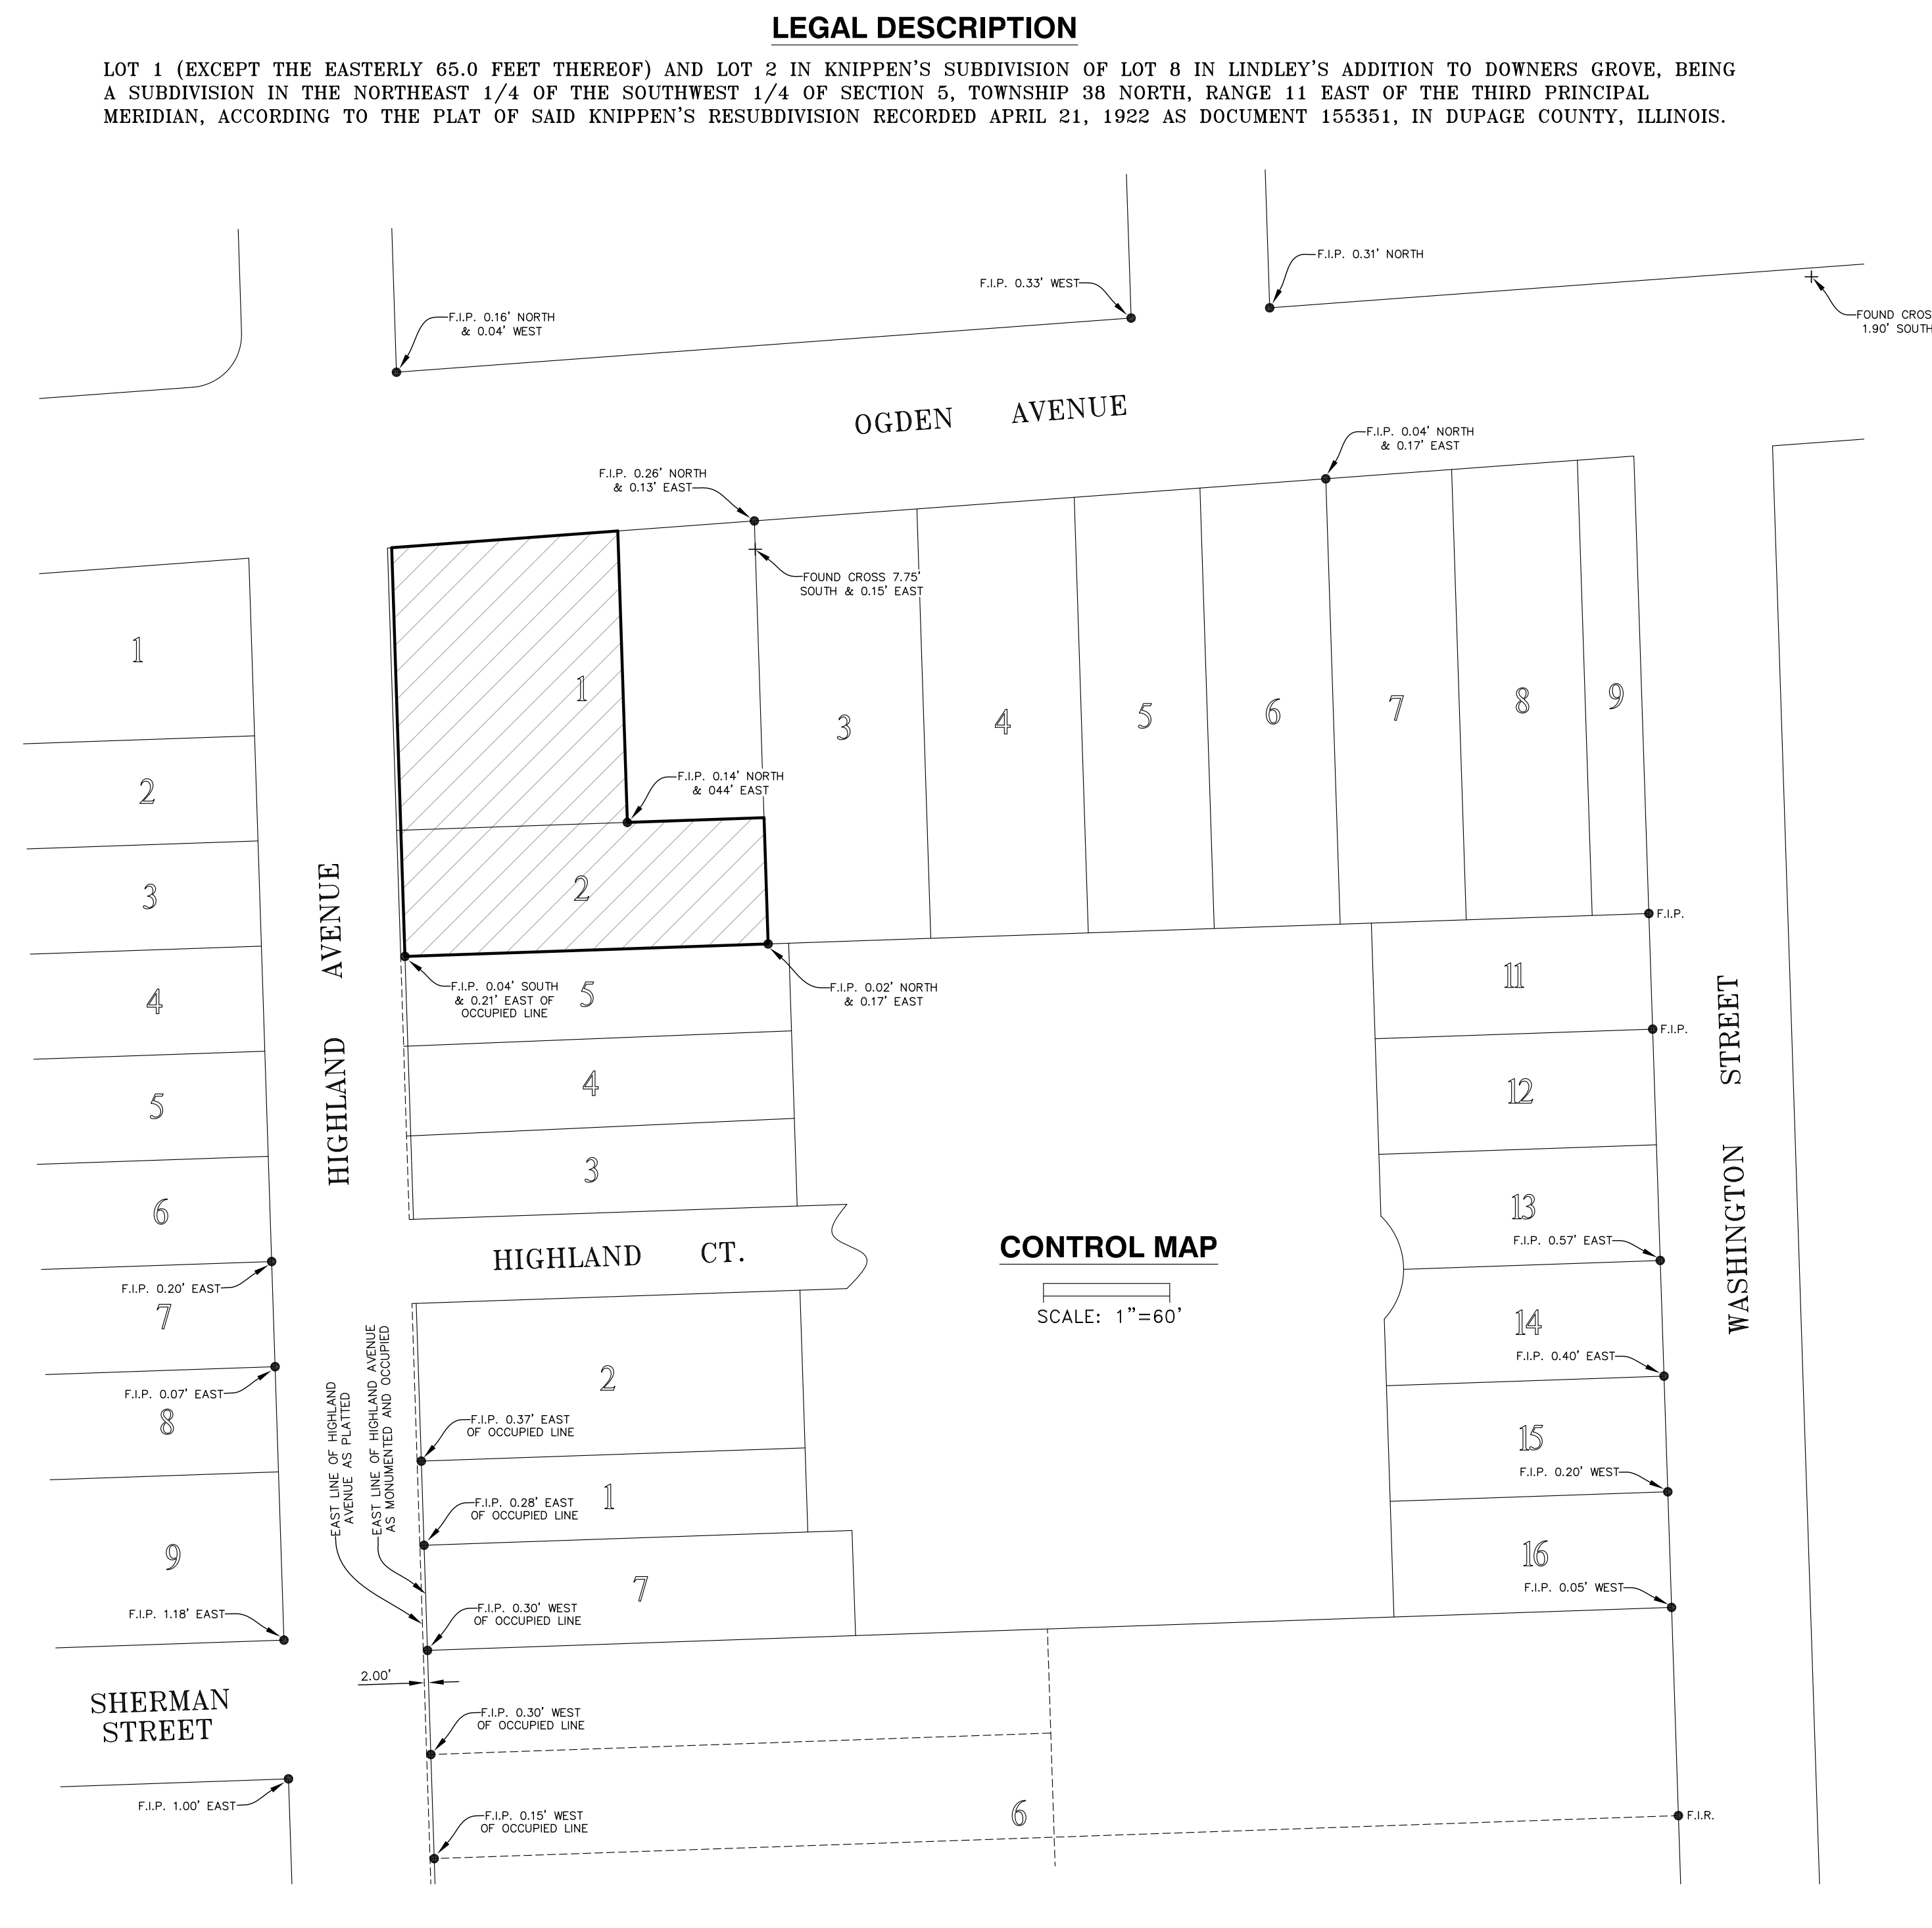 LEGAL DESCRIPTION
LOT 1 (EXCEPT THE EASTERLY 65.0 FEET THEREOF) AND LOT 2 IN KNIPPEN'S SUBDIVISION OF LOT 8 IN LINDLEY'S ADDITION TO DOWNERS GROVE, BEING
A SUBDIVISION IN THE NORTHEAST 1/4 OF THE SOUTHWEST 1/4 OF SECTION 5, TOWNSHIP 38 NORTH, RANGE 11 EAST OF THE THIRD PRINCIPAL
MERIDIAN, ACCORDING TO THE PLAT OF SAID KNIPPEN'S RESUBDIVISION RECORDED APRIL 21, 1922 AS DOCUMENT 155351, IN DUPAGE COUNTY, ILLINOIS.
F.I.P. 0.31' NORTH
F.I.P. 0.33' WEST
F.I.P. 0.16' NORTH
& 0.04' WEST
FOUND CROS
1.90' SOUTH
OGDEN AVENUE
F.I.P. 0.04' NORTH
& 0.17' EAST
F.I.P. 0.26' NORTH
& 0.13' EAST
FOUND CROSS 7.75'
SOUTH & 0.15' EAST
1
1
3
4
5
6
7
8
9
F.I.P. 0.14' NORTH
& 044' EAST
2
2
3
F.I.P.
HIGHLAND AVENUE
F.I.P. 0.04' SOUTH
& 0.21' EAST OF
OCCUPIED LINE
5
F.I.P. 0.02' NORTH
& 0.17' EAST
11
F.I.P.
WASHINGTON STREET
4
4
12
5
3
13
6
F.I.P. 0.57' EAST
HIGHLAND CT.
CONTROL MAP
SCALE: 1"=60'
F.I.P. 0.20' EAST
7
14
F.I.P. 0.40' EAST
2
F.I.P. 0.07' EAST
8
EAST LINE OF HIGHLAND
AVENUE AS PLATTED
EAST LINE OF HIGHLAND AVENUE
AS MONUMENTED AND OCCUPIED
F.I.P. 0.37' EAST
OF OCCUPIED LINE
15
F.I.P. 0.20' WEST
1
F.I.P. 0.28' EAST
OF OCCUPIED LINE
9
7
16
F.I.P. 0.05' WEST
F.I.P. 1.18' EAST
F.I.P. 0.30' WEST
OF OCCUPIED LINE
2.00'
SHERMAN
STREET
F.I.P. 0.30' WEST
OF OCCUPIED LINE
F.I.P. 1.00' EAST
F.I.P. 0.15' WEST
OF OCCUPIED LINE
6
F.I.R.